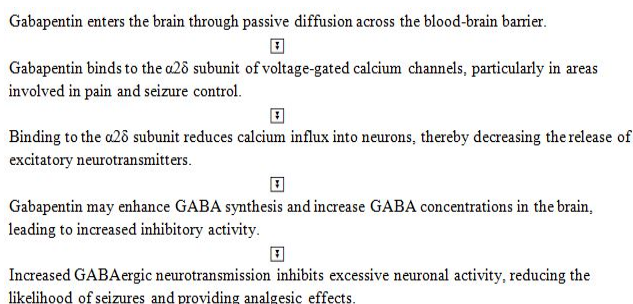 Gabapentin enters the brain through passive diffusion across the blood-brain barrier.
Gabapentin binds to the α2δ subunit of voltage-gated calcium channels, particularly in areas
involved in pain and seizure control.
Binding to the α2δ subunit reduces calcium influx into neurons, thereby decreasing the release of
excitatory neurotransmitters.
Gabapentin may enhance GABA synthesis and increase GABA concentrations in the brain,
leading to increased inhibitory activity.
Increased GABAergic neurotransmission inhibits excessive neuronal activity, reducing the
likelihood of seizures and providing analgesic effects.